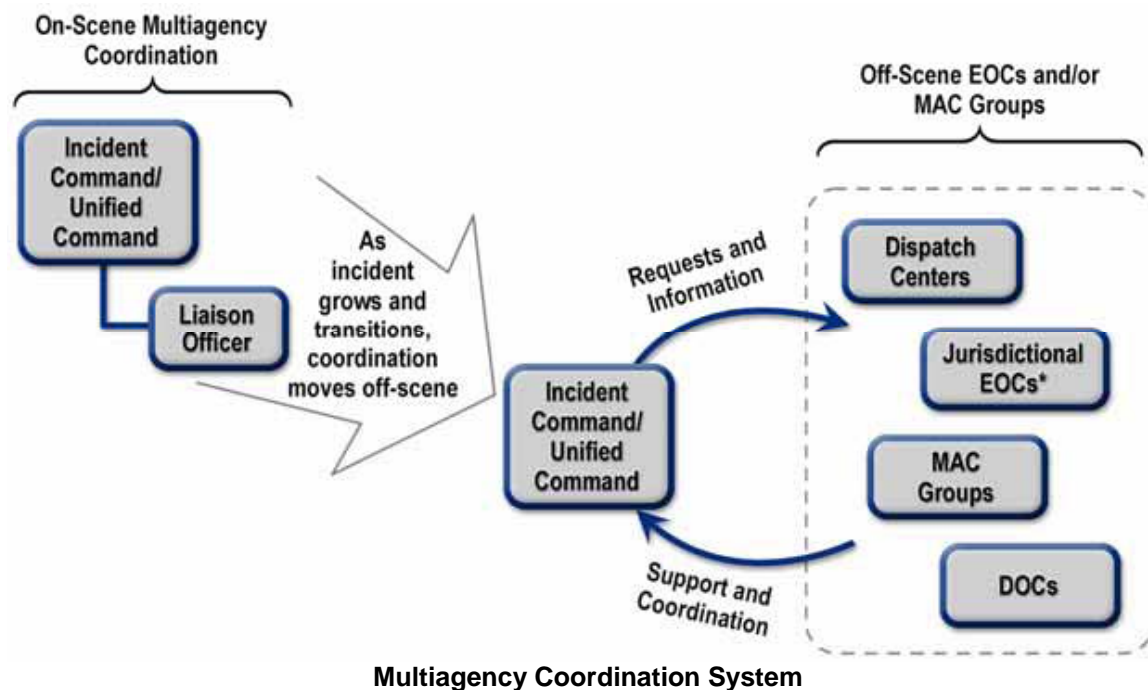 On-Scene Multiagency
Coordination
Incident
Command/
Unified
Command
Liaison
Officer
As
incident
grows and
transitions,
coordination
moves off-scene
Incident
Command/
Unified
Command
Requests and
Information
Support and
Coordination
Off-Scene EOCs and/or
MAC Groups
Dispatch
Centers
Jurisdictional
EOCs*
MAC
Groups
DOCs
Multiagency Coordination System